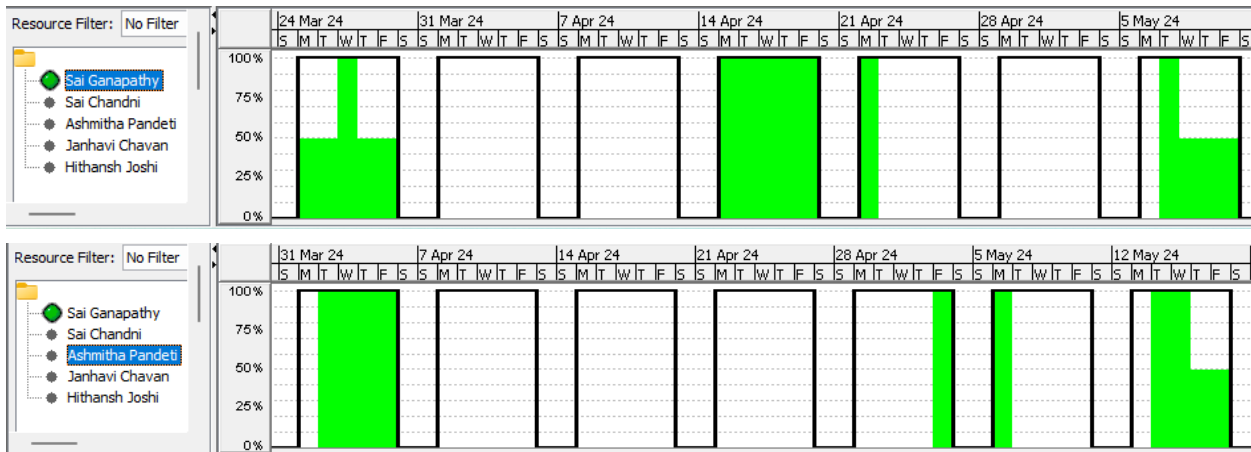 Resource Filter: No Filter
24 Mar 24 31 Mar 24 7 Apr 24 14 Apr 24 21 Apr 24 28 Apr 24 5 May 24
S M T W T F S S M T W T F S S M T W T F S S M T W T F S S M T W T F S S M T W T F S S M T W T F S
Sai Ganapathy
Sai Chandni
Ashmitha Pandeti
Janhavi Chavan
Hithansh Joshi
100%
75%
50%
25%
0%
Resource Filter: No Filter
31 Mar 24 7 Apr 24 14 Apr 24 21 Apr 24 28 Apr 24 5 May 24 12 May 24
S M T W T F S S M T W T F S S M T W T F S S M T W T F S S M T W T F S S M T W T F S S M T W T F S
Sai Ganapathy
Sai Chandni
Ashmitha Pandeti
Janhavi Chavan
Hithansh Joshi
100%
75%
50%
25%
0%